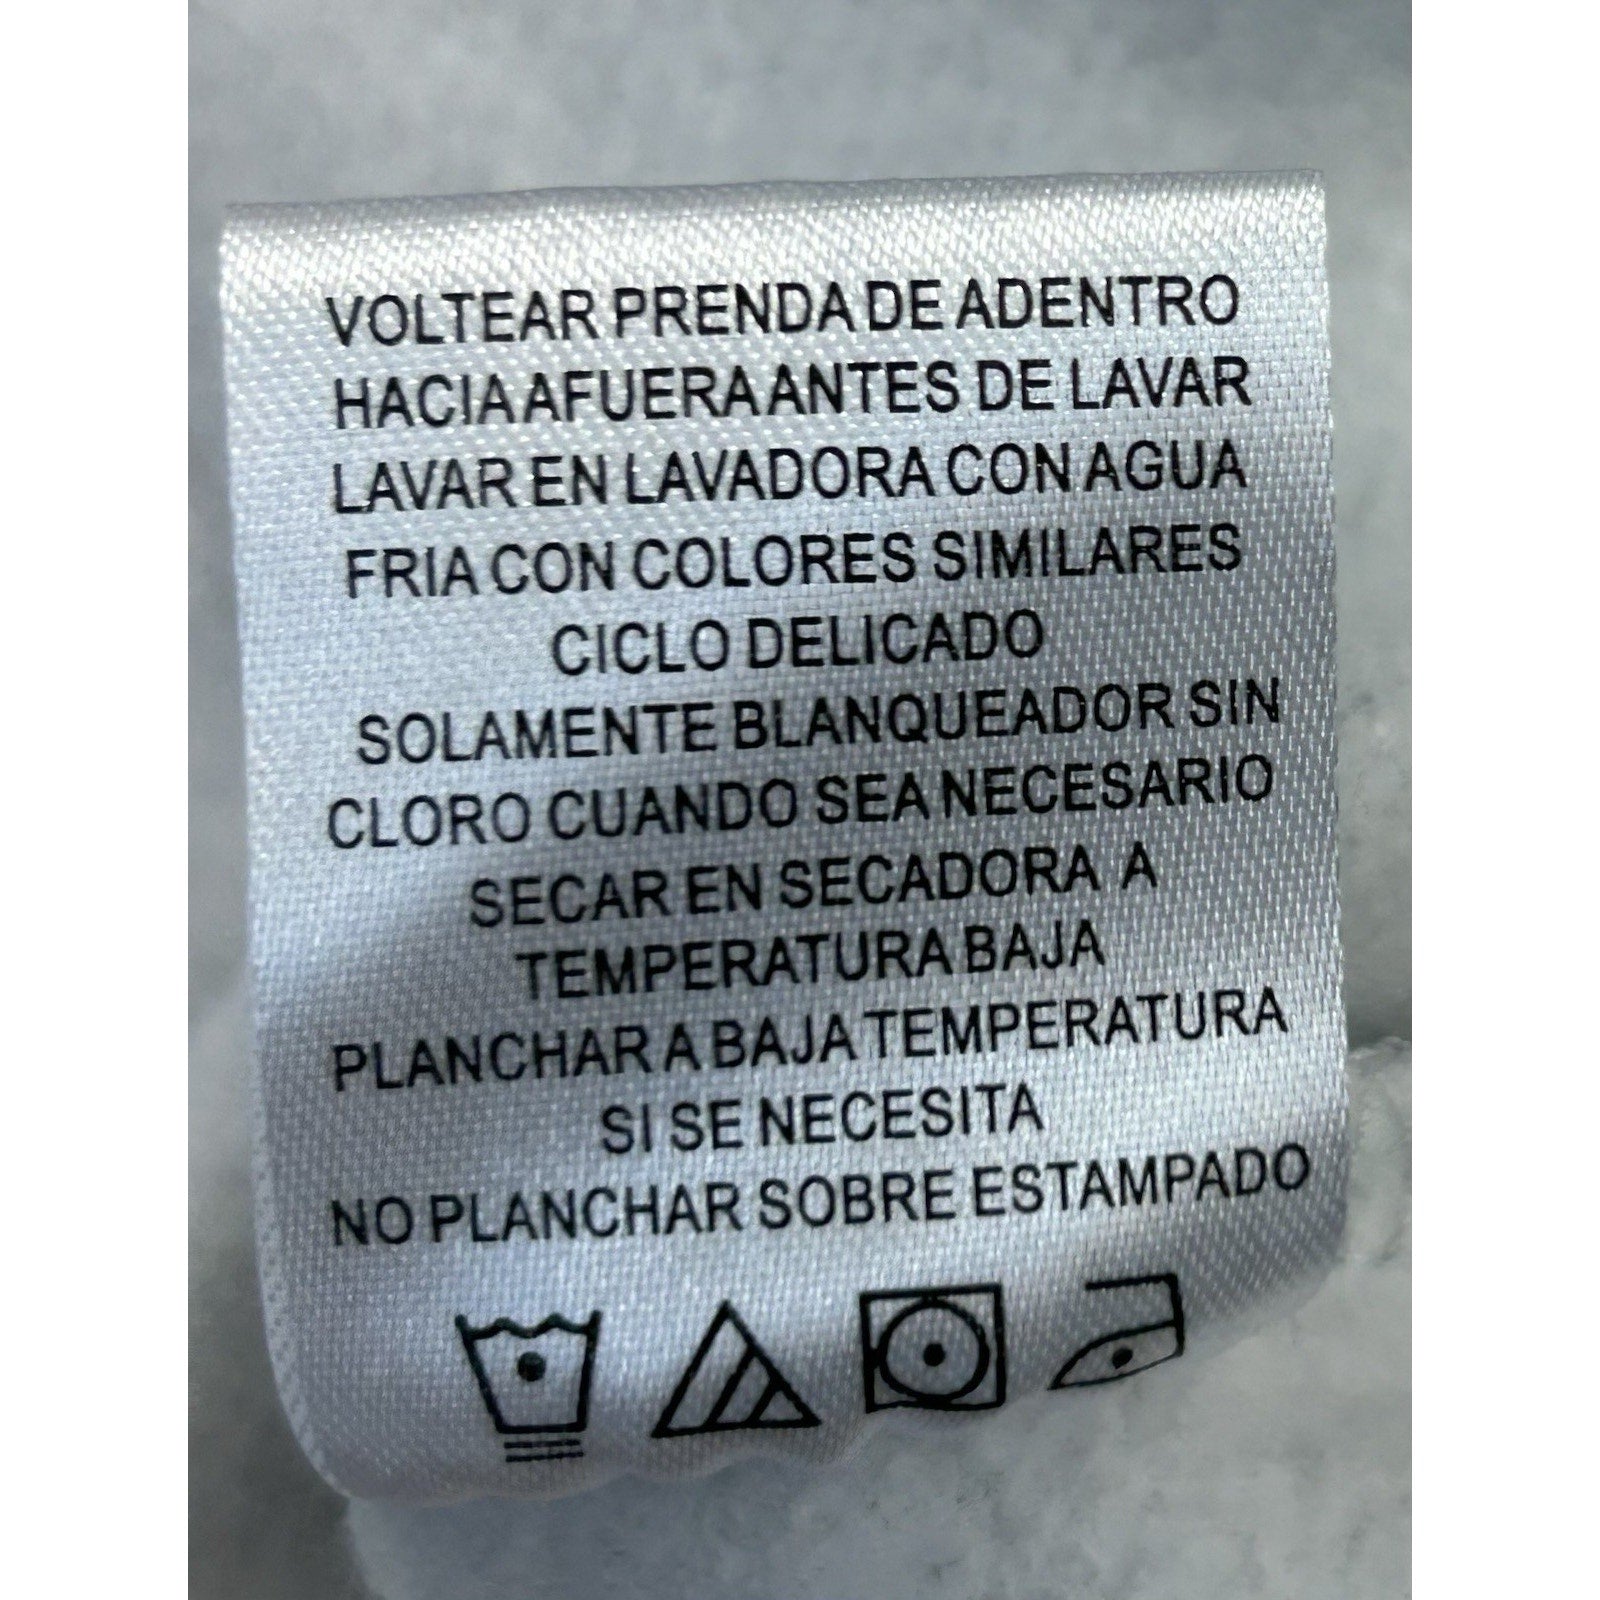 VOLTEAR PRENDA DE ADENTRO
HACIA AFUERA ANTES DE LAVAR
LAVAR EN LAVADORA CON AGUA
FRIA CON COLORES SIMILARES
CICLO DELICADO
SOLAMENTE BLANQUEADOR SIN
CLORO CUANDO SEA NECESARIO
SECAR EN SECADORA A
TEMPERATURA BAJA
PLANCHAR A BAJA TEMPERATURA
SI SE NECESITA
NO PLANCHAR SOBRE ESTAMPADO